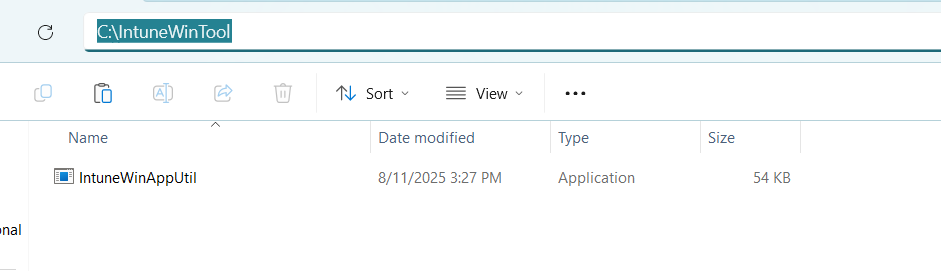 C:\IntuneWinTool
Sort View
Name Date modified Type Size
IntuneWinAppUtil 8/11/2025 3:27 PM Application 54 KB
onal